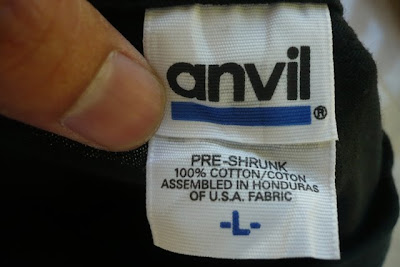 anvil®
PRE-SHRUNK
100% COTTON/COTON
ASSEMBLED IN HONDURAS
OF U.S.A. FABRIC
-L-